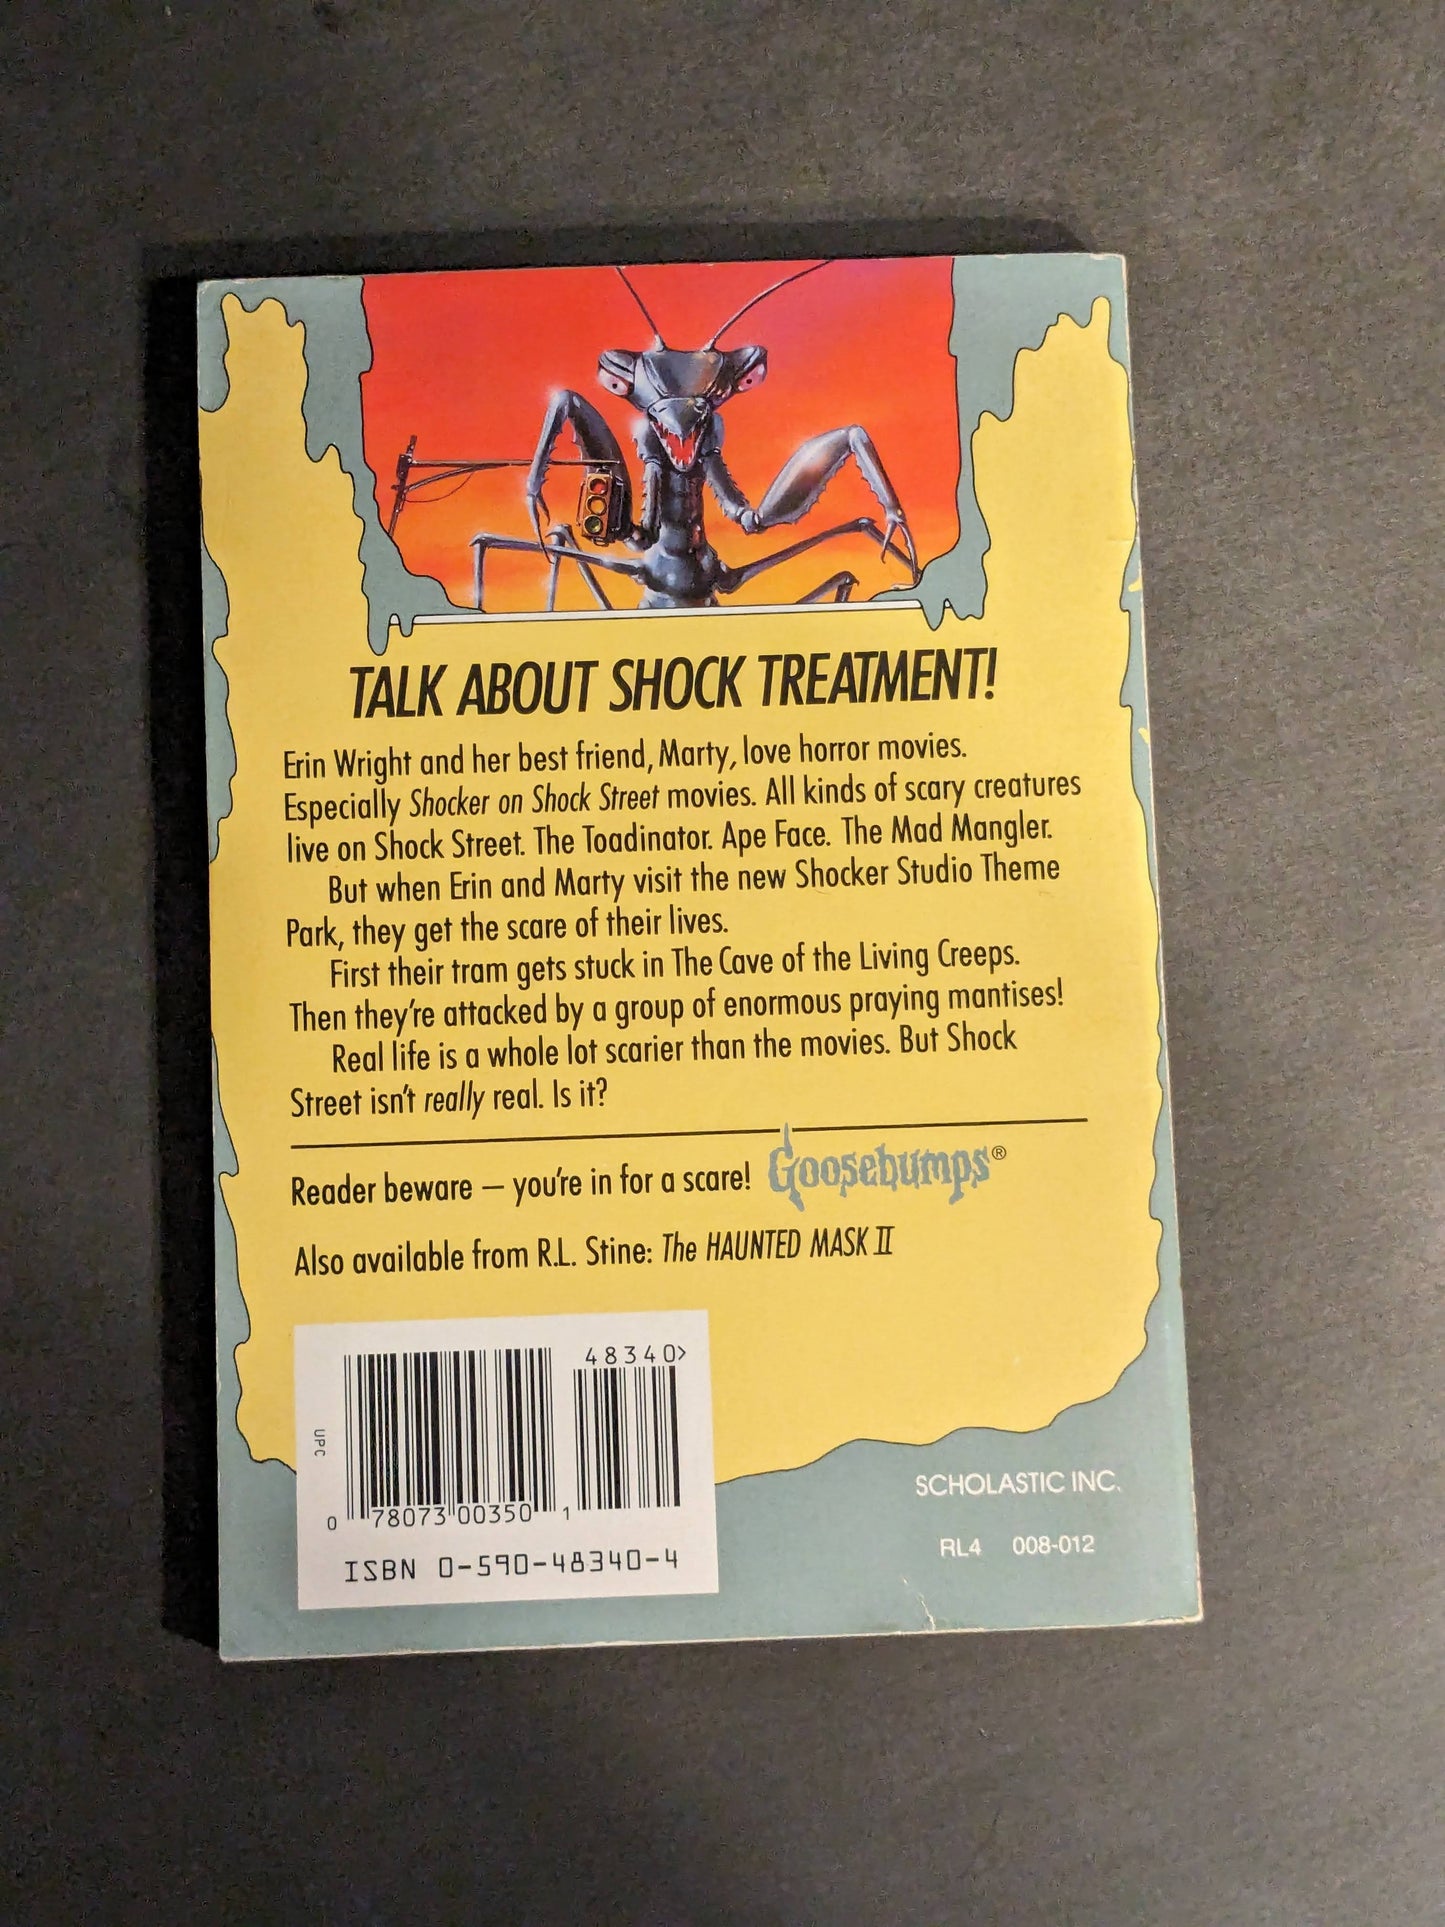 TALK ABOUT SHOCK TREATMENT!
Erin Wright and her best friend, Marty, love horror movies.
Especially Shocker on Shock Street movies. All kinds of scary creatures
live on Shock Street. The Toadinator. Ape Face. The Mad Mangler.
But when Erin and Marty visit the new Shocker Studio Theme
Park, they get the scare of their lives.
First their tram gets stuck in The Cave of the Living Creeps.
Then they're attacked by a group of enormous praying mantises!
Real life is a whole lot scarier than the movies. But Shock
Street isn't really real. Is it?
Reader beware — you're in for a scare! Goosebumps®
Also available from R.L. Stine: The HAUNTED MASK II
48340>
UPC
0 78073 00350 1
ISBN 0-590-48340-4
SCHOLASTIC INC.
RL4 008-012